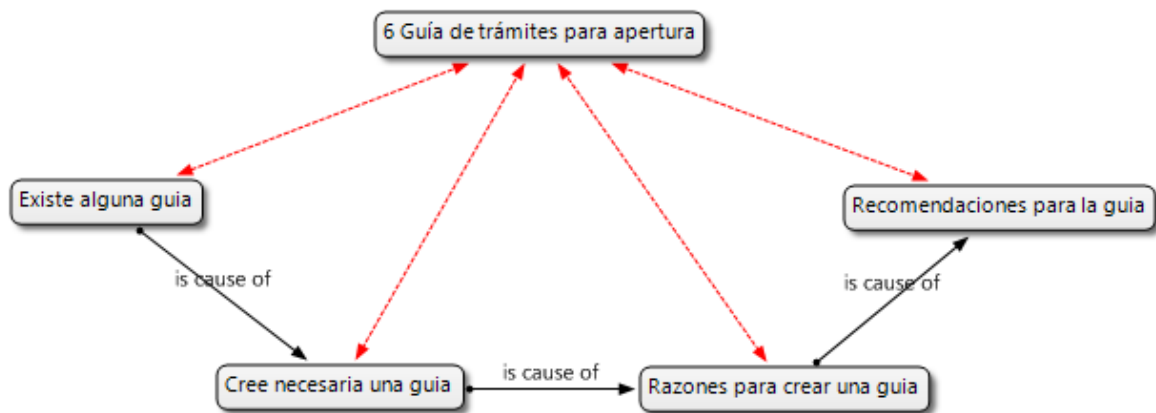 6 Guía de trámites para apertura
Existe alguna guia
Recomendaciones para la guia
is cause of
is cause of
is cause of
Cree necesaria una guia
Razones para crear una guia